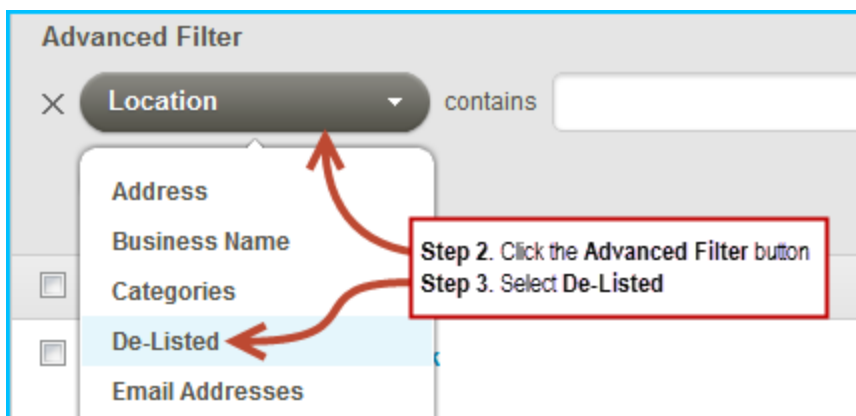 Advanced Filter
Location contains
Address
Business Name
Step 2. Click the Advanced Filter button
Step 3. Select De-Listed
Categories
De-Listed
Email Addresses